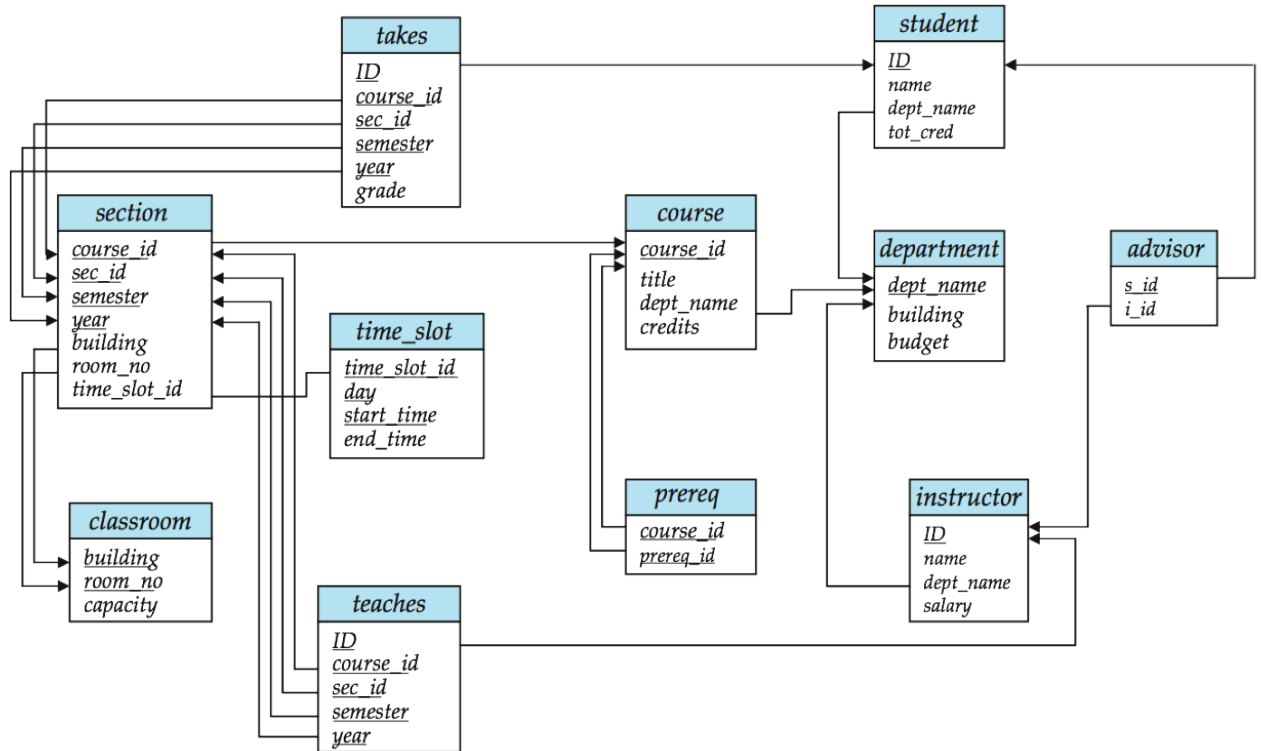 takes
ID
course_id
sec_id
semester
year
grade
student
ID
name
dept_name
tot_cred
section
course_id
sec_id
semester
year
building
room_no
time_slot_id
course
course_id
title
dept_name
credits
department
dept_name
building
budget
advisor
s_id
i_id
time_slot
time_slot_id
day
start_time
end_time
classroom
building
room_no
capacity
prereq
course_id
prereq_id
instructor
ID
name
dept_name
salary
teaches
ID
course_id
sec_id
semester
year